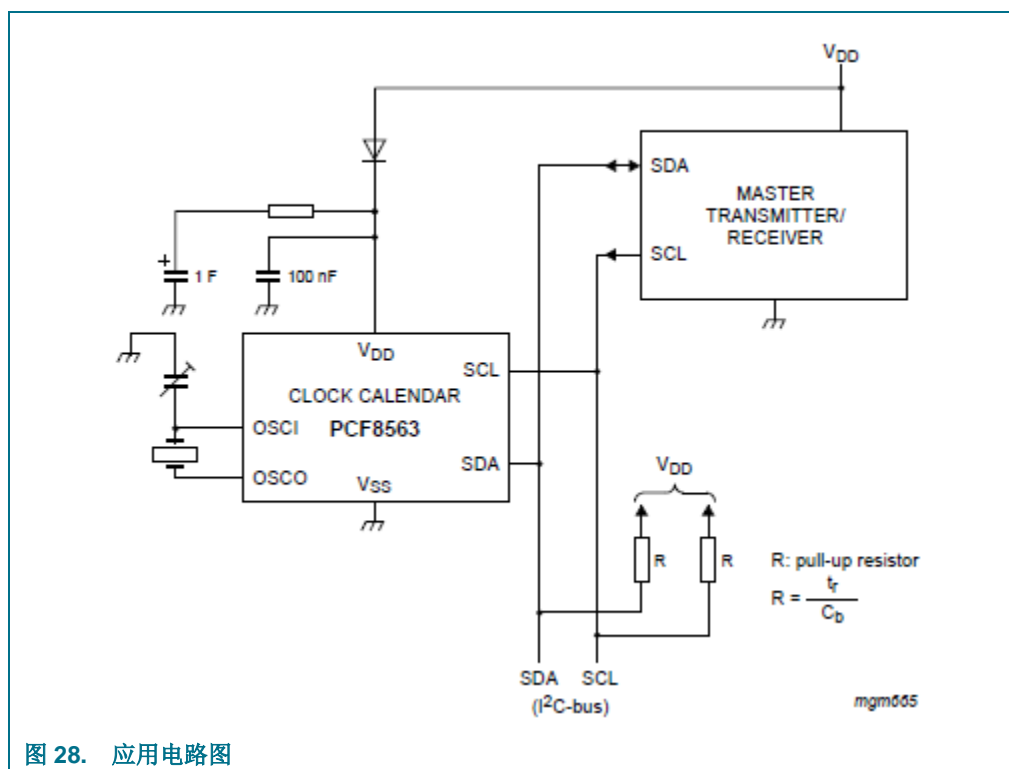 VDD
SDA
MASTER
TRANSMITTER/
RECEIVER
SCL
+
1 F
100 nF
VDD
SCL
CLOCK CALENDAR
OSCI
PCF8563
SDA
OSCO
VSS
VDD
R
R
R: pull-up resistor
R = tr / Cb
SDA SCL
(I²C-bus)
mgm665
图 28. 应用电路图